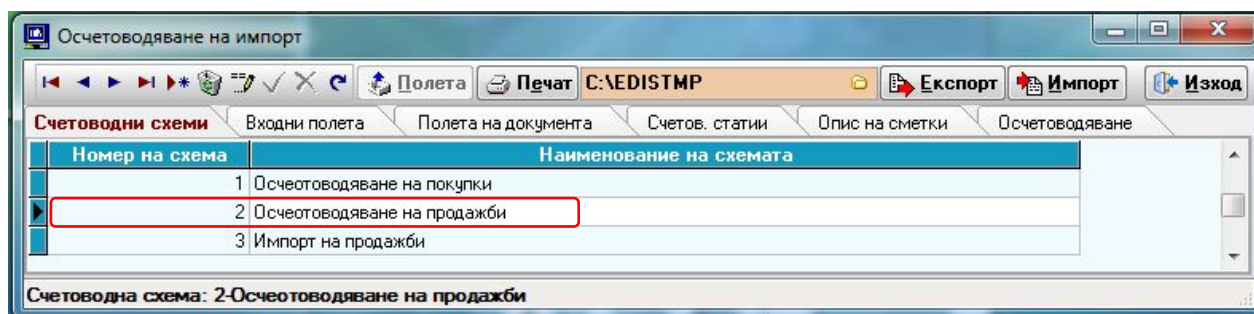 Осчетоводяване на импорт
Полета Печат C:\EDISTMP Експорт Импорт Изход
Счетоводни схеми Входни полета Полета на документа Счетов. статии Опис на сметки Осчетоводяване
Номер на схема Наименование на схемата
1 Осчеотоводяване на покупки
2 Осчеотоводяване на продажби
3 Импорт на продажби
Счетоводна схема: 2-Осчеотоводяване на продажби